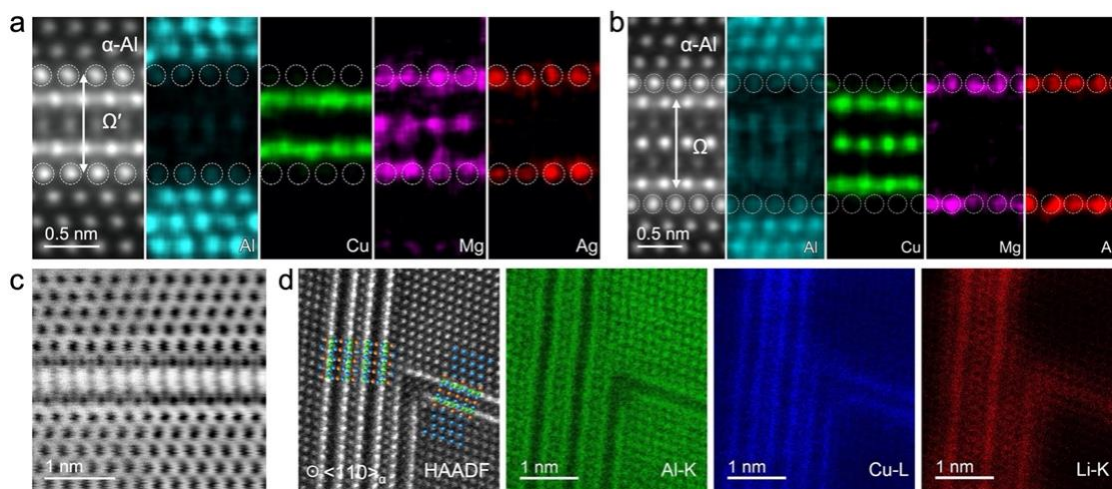 a
α-Al
Ω′
0.5 nm
Al
Cu
Mg
Ag
b
α-Al
Ω
0.5 nm
Al
Cu
Mg
A
c
1 nm
d
⊙<110>α
HAADF
1 nm
Al-K
1 nm
Cu-L
1 nm
Li-K